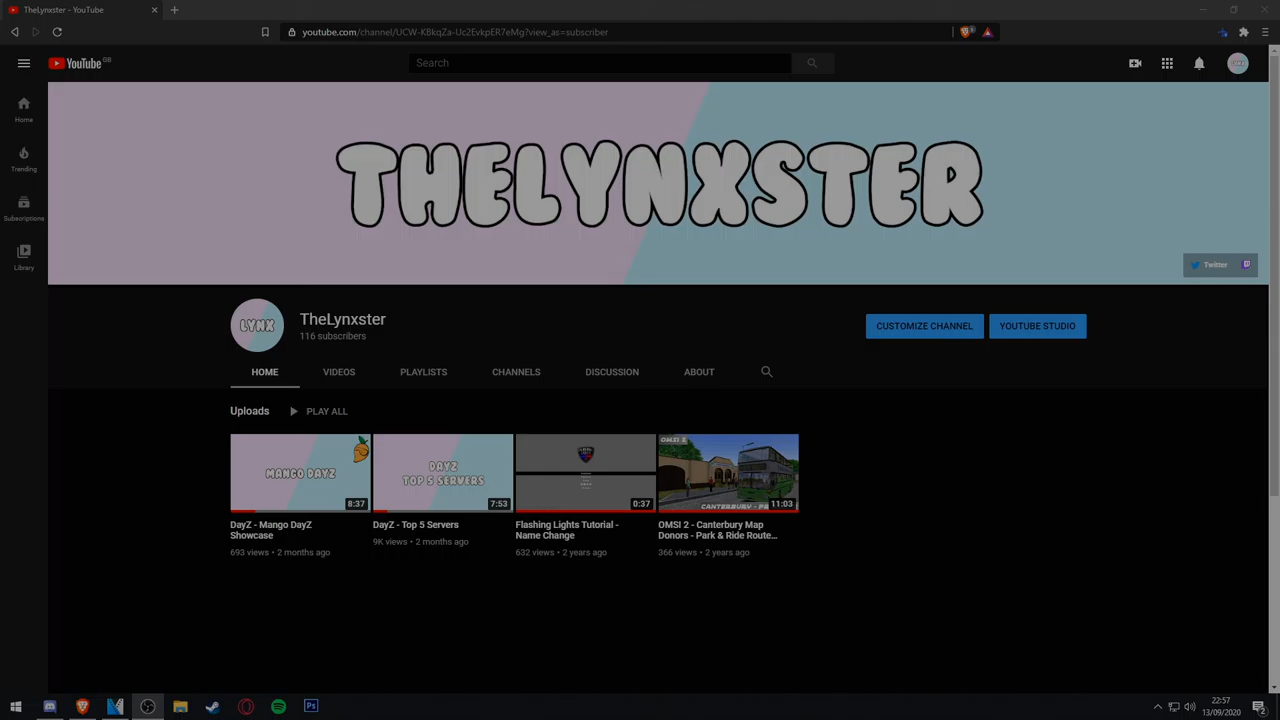 TheLynxster - YouTube
youtube.com/channel/UCW-K8kqZa-Uc2EvkpER7eMg?view_as=subscriber
YouTube GB
Search
Home
Trending
Subscriptions
Library
THELYNXSTER
Twitter
LYNX
TheLynxster
116 subscribers
CUSTOMIZE CHANNEL
YOUTUBE STUDIO
HOME VIDEOS PLAYLISTS CHANNELS DISCUSSION ABOUT
Uploads PLAY ALL
MANGO DAYZ
8:37
DAYZ
TOP 5 SERVERS
7:53
0:37
OMSI 2
11:03
DayZ - Mango DayZ
Showcase
693 views • 2 months ago
DayZ - Top 5 Servers
9K views • 2 months ago
Flashing Lights Tutorial -
Name Change
632 views • 2 years ago
OMSI 2 - Canterbury Map
Donors - Park & Ride Route...
366 views • 2 years ago
Ps
22:57
13/09/2020
2